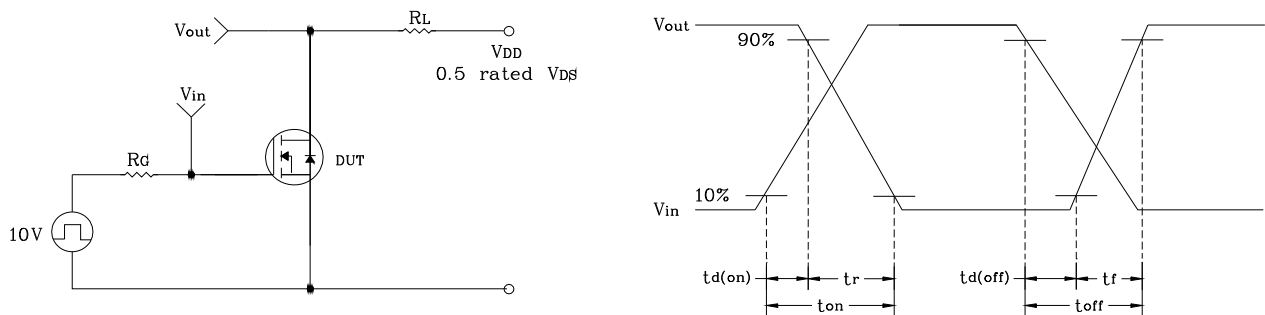 Vout
RL
VDD
0.5 rated VDS
Vin
RG
DUT
10V
Vout
90%
10%
Vin
td(on)
tr
td(off)
tf
ton
toff